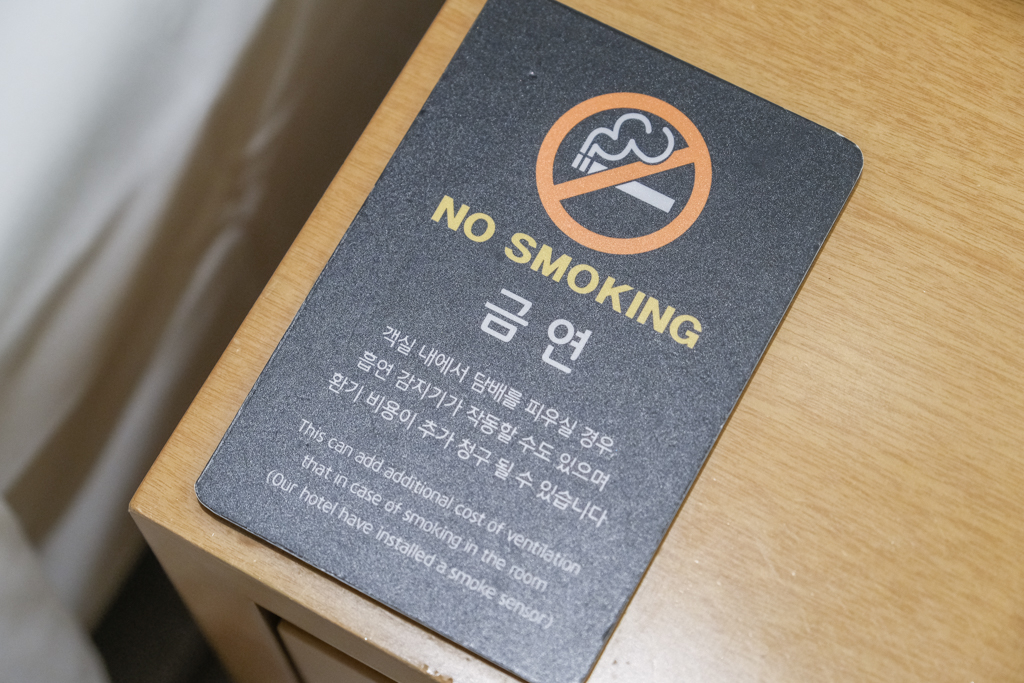 NO SMOKING
금연
객실 내에서 담배를 피우실 경우,
흡연 감지기가 작동할 수도 있으며
환기 비용이 추가 청구 될 수 있습니다
This can add additional cost of ventilation
that in case of smoking in the room
(Our hotel have installed a smoke sensor)